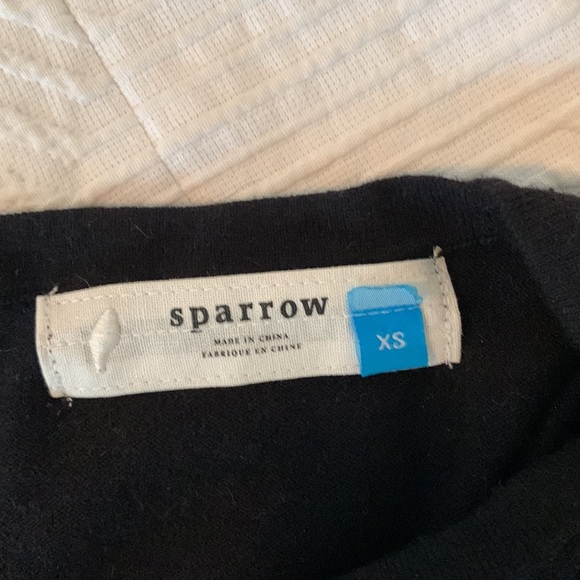 sparrow
MADE IN CHINA
FABRIQUE EN CHINE
XS